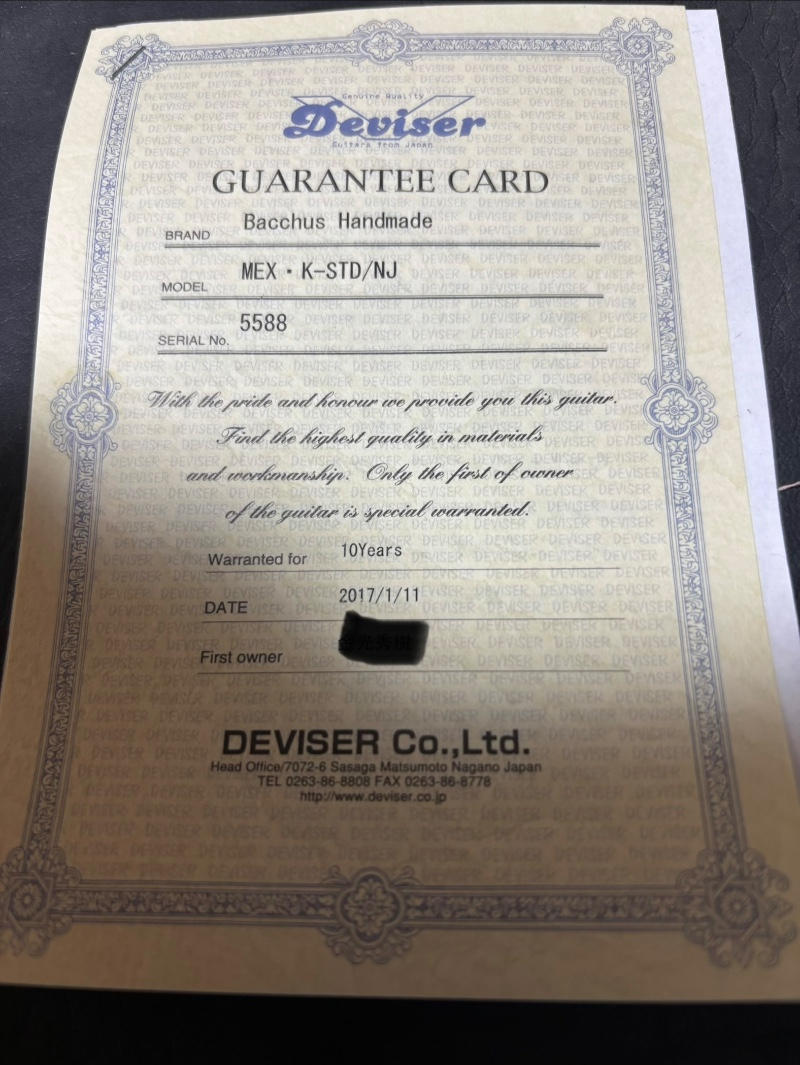 Genuine Quality
Deviser
Guitars from Japan
GUARANTEE CARD
BRAND Bacchus Handmade
MODEL MEX・K-STD/NJ
SERIAL No. 5588
With the pride and honour we provide you this guitar.
Find the highest quality in materials
and workmanship. Only the first of owner
of the guitar is special warranted.
Warranted for 10Years
DATE 2017/1/11
First owner
DEVISER Co.,Ltd.
Head Office/7072-6 Sasaga Matsumoto Nagano Japan
TEL 0263-86-8808 FAX 0263-86-8778
http://www.deviser.co.jp